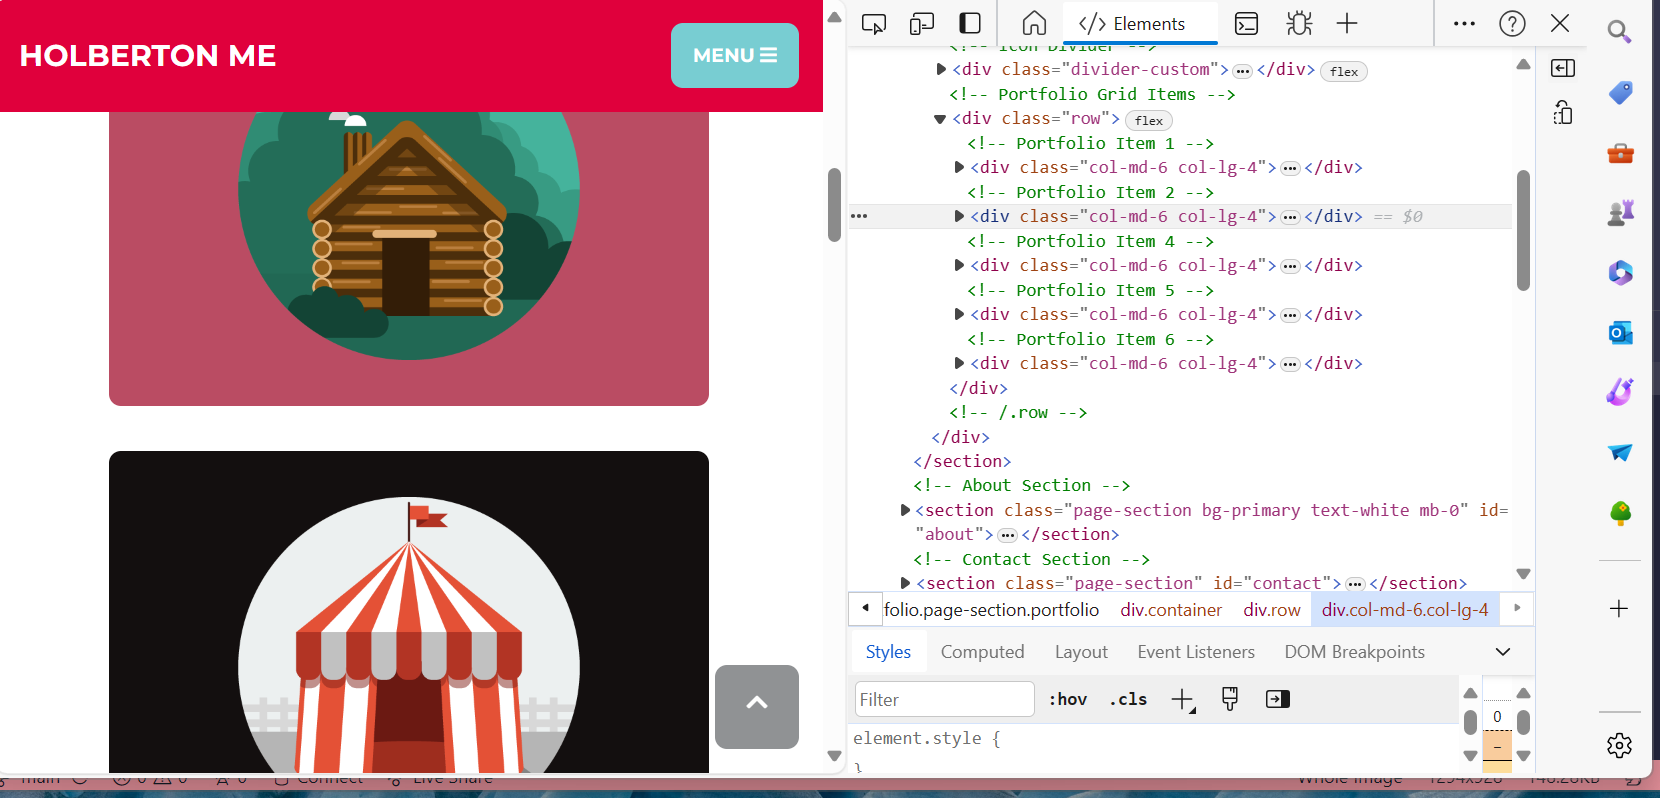 HOLBERTON ME
MENU
Elements
<!-- Icon Divider -->
<div class="divider-custom"> ••• </div> flex
<!-- Portfolio Grid Items -->
<div class="row"> flex
<!-- Portfolio Item 1 -->
<div class="col-md-6 col-lg-4"> ••• </div>
<!-- Portfolio Item 2 -->
<div class="col-md-6 col-lg-4"> ••• </div> == $0
<!-- Portfolio Item 4 -->
<div class="col-md-6 col-lg-4"> ••• </div>
<!-- Portfolio Item 5 -->
<div class="col-md-6 col-lg-4"> ••• </div>
<!-- Portfolio Item 6 -->
<div class="col-md-6 col-lg-4"> ••• </div>
</div>
<!-- /.row -->
</div>
</section>
<!-- About Section -->
<section class="page-section bg-primary text-white mb-0" id=
"about"> ••• </section>
<!-- Contact Section -->
<section class="page-section" id="contact"> ••• </section>
folio.page-section.portfolio div.container div.row div.col-md-6.col-lg-4
Styles Computed Layout Event Listeners DOM Breakpoints
Filter :hov .cls
0
–
element.style {
}
main 0 0 0 Connect Live Share Whole Image 1294x928 148.28KB